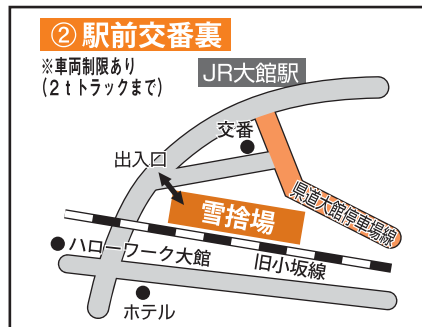 ② 駅前交番裏
※車両制限あり
(2tトラックまで)
JR大館駅
交番
出入口
県道大館停車場線
雪捨場
ハローワーク大館
旧小坂線
ホテル